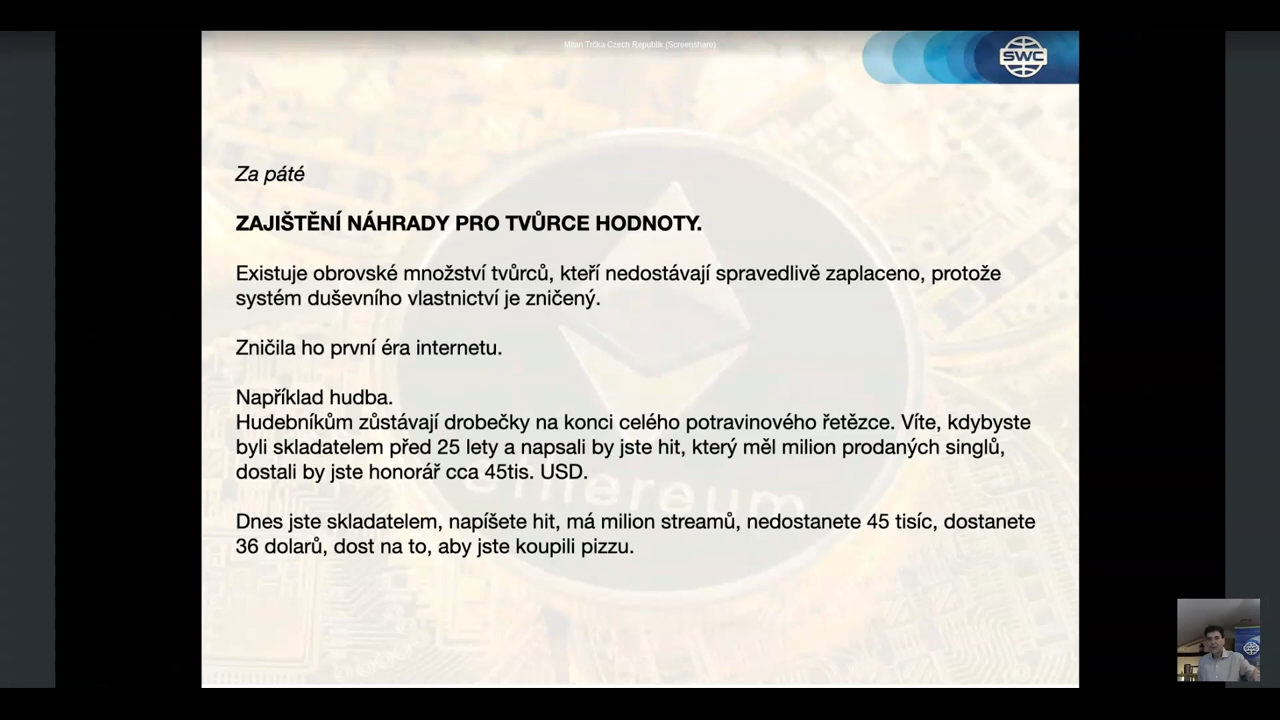 Milan Trčka Czech Republik (Screenshare)
SWC
Za páté
ZAJIŠTĚNÍ NÁHRADY PRO TVŮRCE HODNOTY.
Existuje obrovské množství tvůrců, kteří nedostávají spravedlivě zaplaceno, protože
systém duševního vlastnictví je zničený.
Zničila ho první éra internetu.
Například hudba.
Hudebníkům zůstávají drobečky na konci celého potravinového řetězce. Víte, kdybyste
byli skladatelem před 25 lety a napsali by jste hit, který měl milion prodaných singlů,
dostali by jste honorář cca 45tis. USD.
ethereum
Dnes jste skladatelem, napíšete hit, má milion streamů, nedostanete 45 tisíc, dostanete
36 dolarů, dost na to, aby jste koupili pizzu.